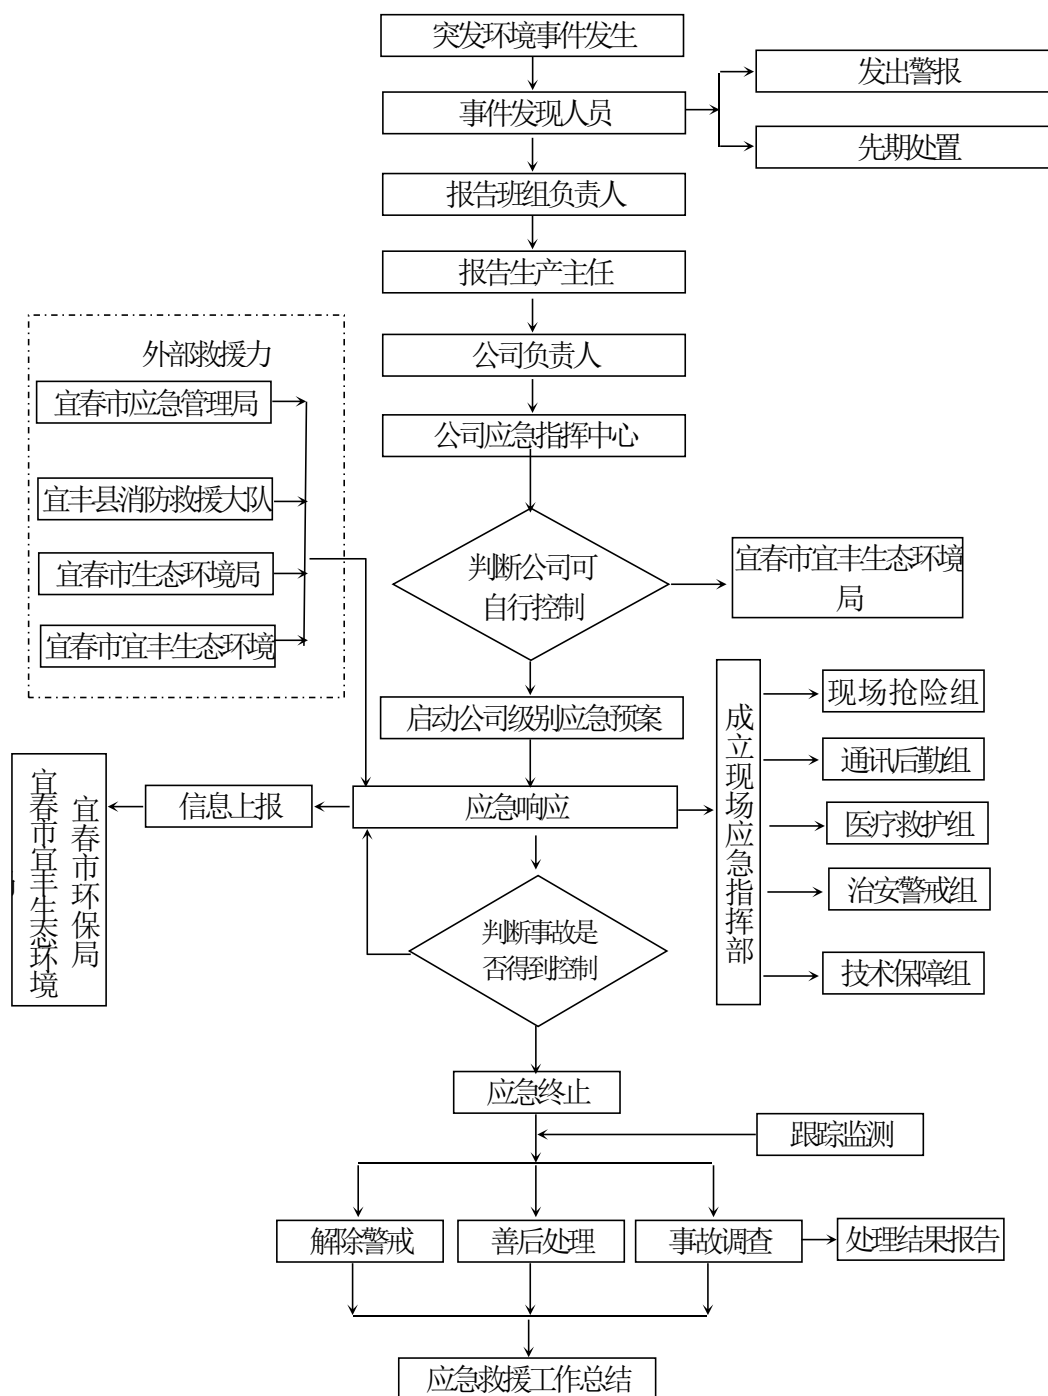 突发环境事件发生
事件发现人员
发出警报
先期处置
报告班组负责人
报告生产主任
公司负责人
公司应急指挥中心
外部救援力
宜春市应急管理局
宜丰县消防救援大队
宜春市生态环境局
宜春市宜丰生态环境
判断公司可
自行控制
宜春市宜丰生态环境
局
启动公司级别应急预案
应急响应
信息上报
宜春市环保局
宜春市宜丰生态环境
成立现场应急指挥部
现场抢险组
通讯后勤组
医疗救护组
治安警戒组
技术保障组
判断事故是
否得到控制
应急终止
跟踪监测
解除警戒
善后处理
事故调查
处理结果报告
应急救援工作总结